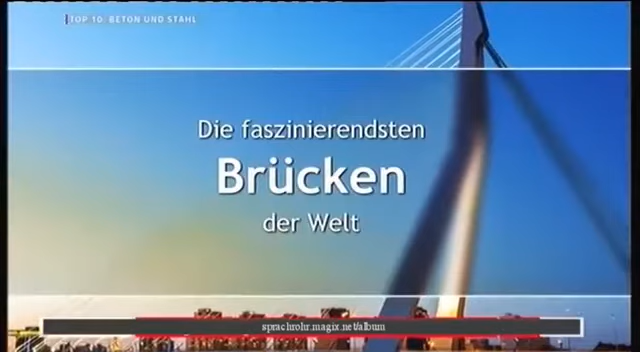 TOP 10: BETON UND STAHL
Die faszinierendsten
Brücken
der Welt
sprachrohr.magix.net/album